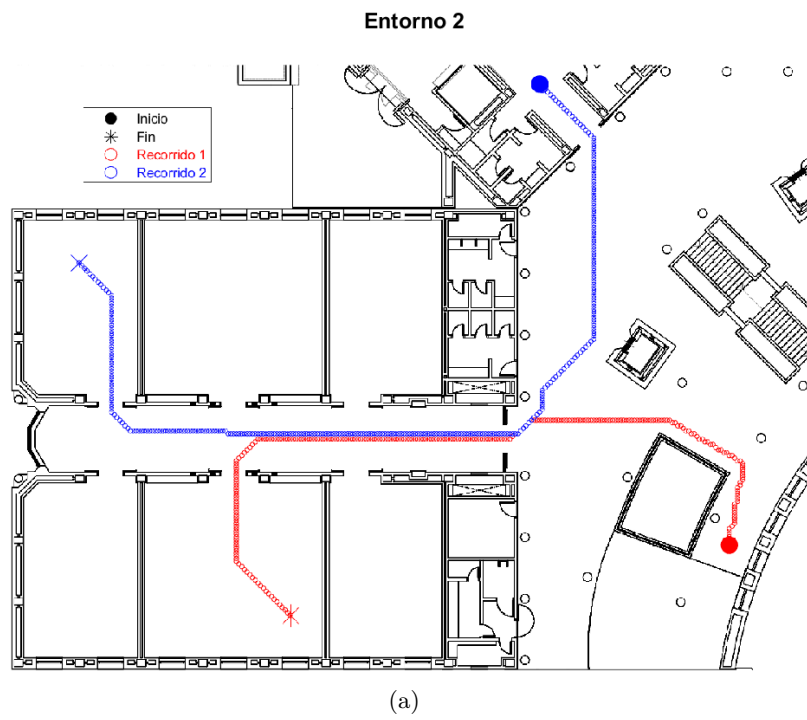 Entorno 2
Inicio
Fin
Recorrido 1
Recorrido 2
(a)